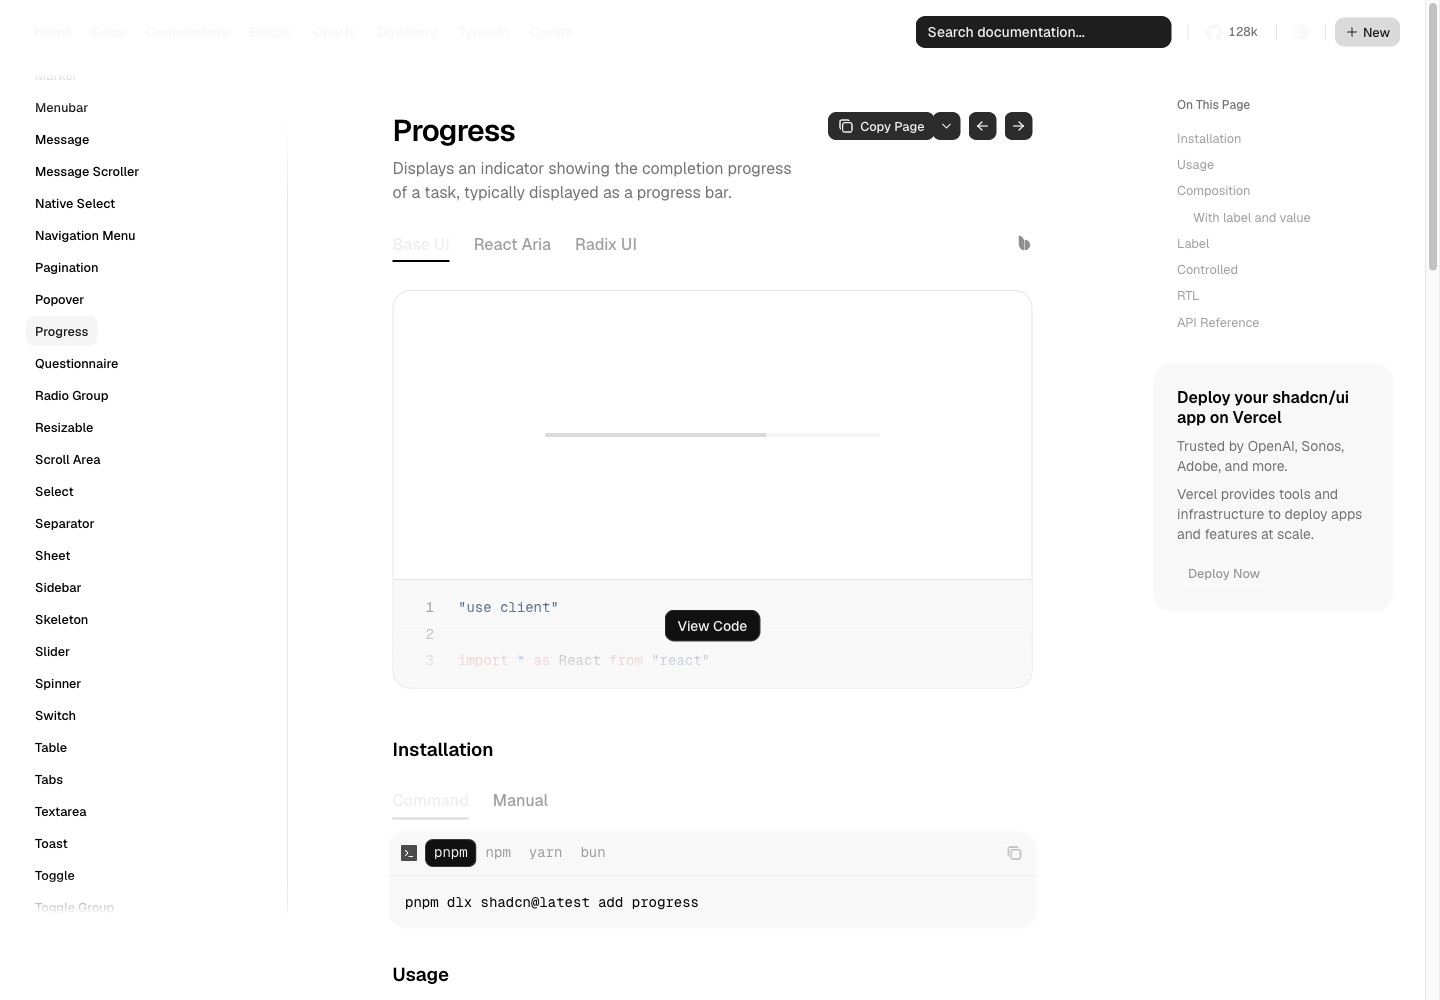 Home Docs Components Blocks Charts Directory Typeset Create
Search documentation...
128k
New
Marker
Menubar
Message
Message Scroller
Native Select
Navigation Menu
Pagination
Popover
Progress
Questionnaire
Radio Group
Resizable
Scroll Area
Select
Separator
Sheet
Sidebar
Skeleton
Slider
Spinner
Switch
Table
Tabs
Textarea
Toast
Toggle
Toggle Group
Progress
Copy Page
Displays an indicator showing the completion progress
of a task, typically displayed as a progress bar.
Base UI React Aria Radix UI
1 "use client"
2
View Code
3 import * as React from "react"
Installation
Command Manual
pnpm npm yarn bun
pnpm dlx shadcn@latest add progress
Usage
On This Page
Installation
Usage
Composition
With label and value
Label
Controlled
RTL
API Reference
Deploy your shadcn/ui
app on Vercel
Trusted by OpenAI, Sonos,
Adobe, and more.
Vercel provides tools and
infrastructure to deploy apps
and features at scale.
Deploy Now